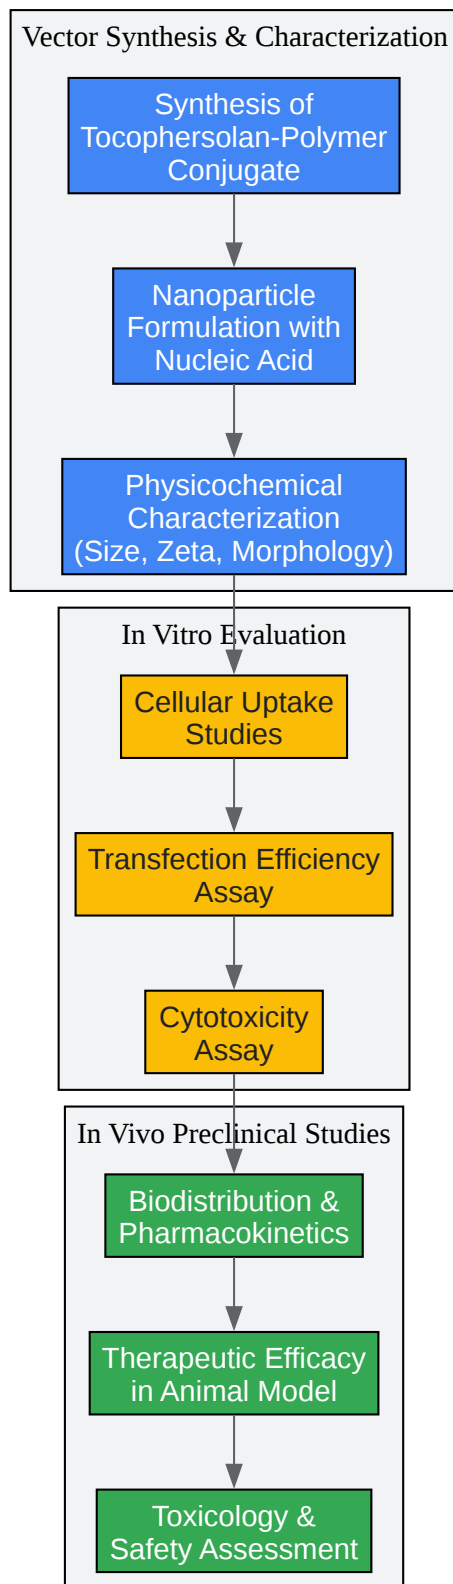 Vector Synthesis & Characterization
Synthesis of
Tocophersolan-Polymer
Conjugate
Nanoparticle
Formulation with
Nucleic Acid
Physicochemical
Characterization
(Size, Zeta, Morphology)
In Vitro Evaluation
Cellular Uptake
Studies
Transfection Efficiency
Assay
Cytotoxicity
Assay
In Vivo Preclinical Studies
Biodistribution &
Pharmacokinetics
Therapeutic Efficacy
in Animal Model
Toxicology &
Safety Assessment